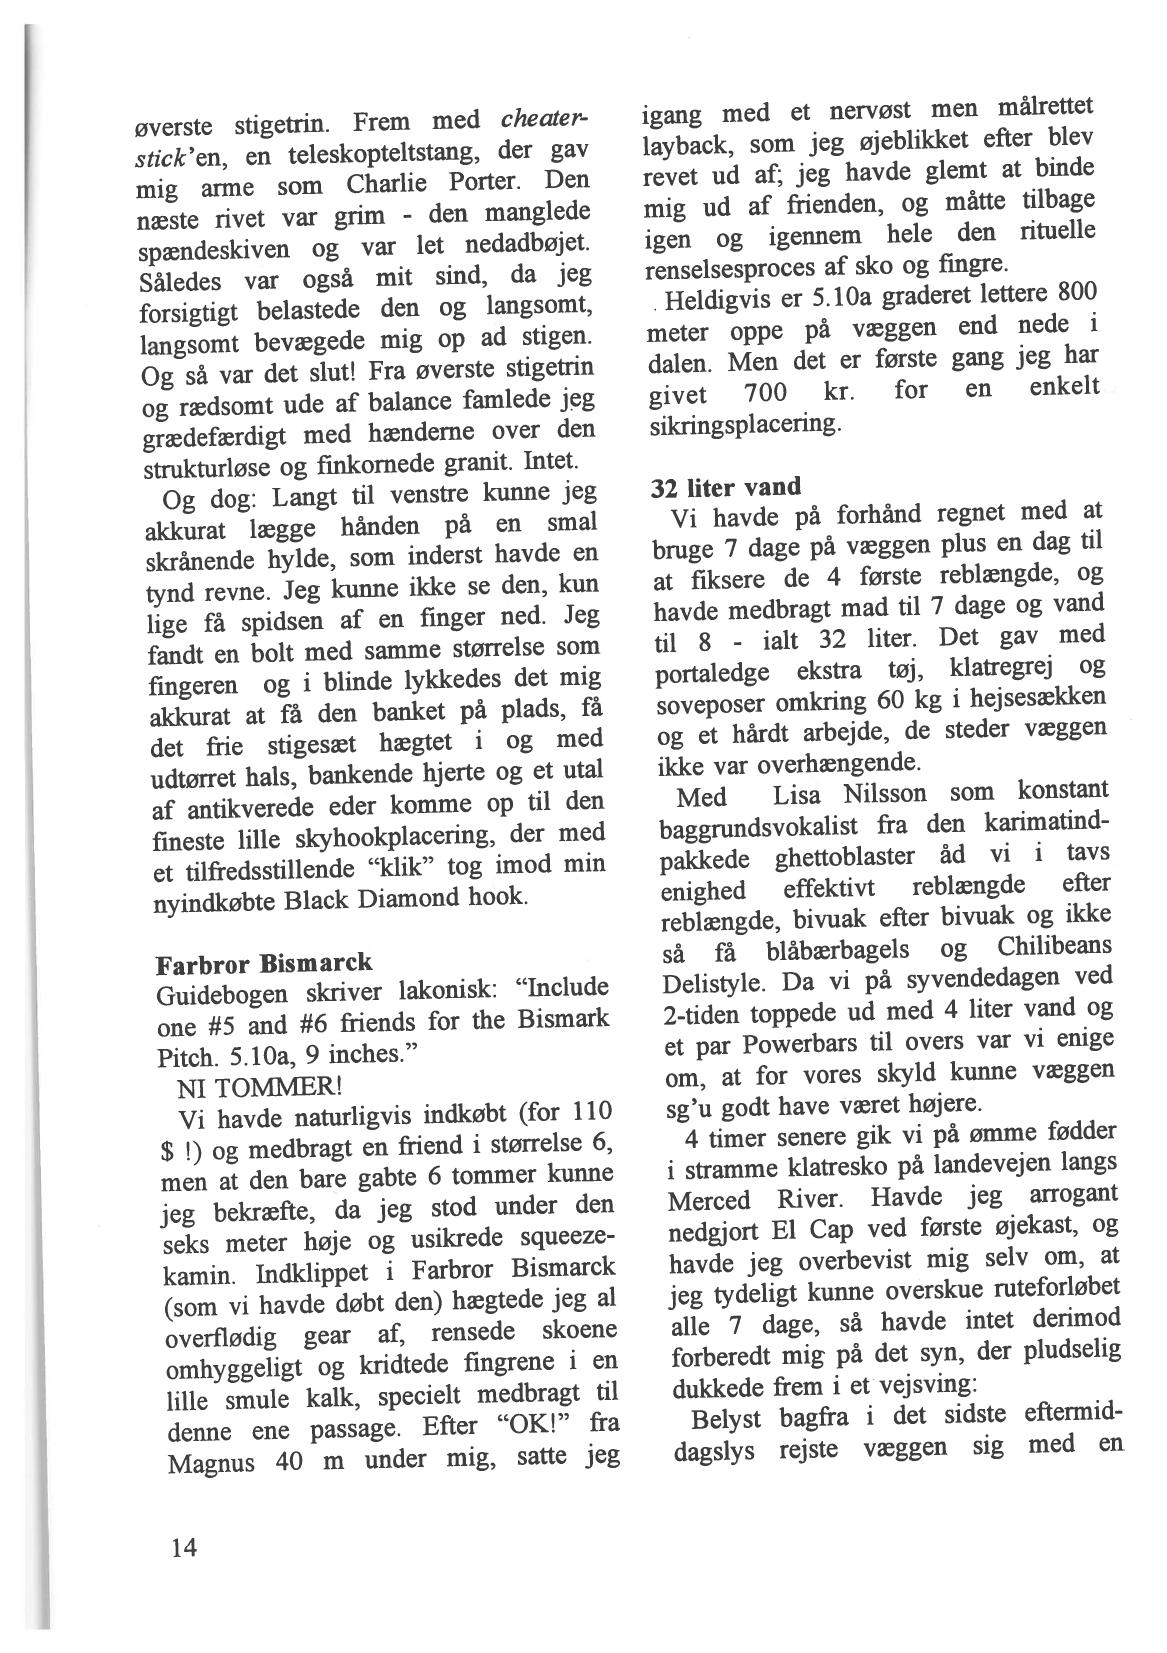 øverste stigetrin. Frem med cheater-
stick'en, en teleskopteltstang, der gav
mig arme som Charlie Porter. Den
næste rivet var grim - den manglede
spændeskiven og var let nedadbøjet.
Således var også mit sind, da jeg
forsigtigt belastede den og langsomt,
langsomt bevægede mig op ad stigen.
Og så var det slut! Fra øverste stigetrin
og rædsomt ude af balance famlede jeg
grædefærdigt med hænderne over den
strukturløse og finkornede granit. Intet.
Og dog: Langt til venstre kunne jeg
akkurat lægge hånden på en smal
skrånende hylde, som inderst havde en
tynd revne. Jeg kunne ikke se den, kun
lige få spidsen af en finger ned. Jeg
fandt en bolt med samme størrelse som
fingeren og i blinde lykkedes det mig
akkurat at få den banket på plads, få
det frie stigesæt hægtet i og med
udtørret hals, bankende hjerte og et utal
af antikverede eder komme op til den
fineste lille skyhookplacering, der med
et tilfredsstillende “klik” tog imod min
nyindkøbte Black Diamond hook.
Farbror Bismarck
Guidebogen skriver lakonisk: “Include
one #5 and #6 friends for the Bismark
Pitch. 5.10a, 9 inches.”
NI TOMMER!
Vi havde naturligvis indkøbt (for 110
$ !) og medbragt en friend i størrelse 6,
men at den bare gabte 6 tommer kunne
jeg bekræfte, da jeg stod under den
seks meter høje og usikrede squeeze-
kamin. Indklippet i Farbror Bismarck
(som vi havde døbt den) hægtede jeg al
overflødig gear af, rensede skoene
omhyggeligt og kridtede fingrene i en
lille smule kalk, specielt medbragt til
denne ene passage. Efter “OK!” fra
Magnus 40 m under mig, satte jeg
igang med et nervøst men målrettet
layback, som jeg øjeblikket efter blev
revet ud af; jeg havde glemt at binde
mig ud af frienden, og måtte tilbage
igen og igennem hele den rituelle
renselsesproces af sko og fingre.
Heldigvis er 5.10a graderet lettere 800
meter oppe på væggen end nede i
dalen. Men det er første gang jeg har
givet 700 kr. for en enkelt
sikringsplacering.
32 liter vand
Vi havde på forhånd regnet med at
bruge 7 dage på væggen plus en dag til
at fiksere de 4 første reblængde, og
havde medbragt mad til 7 dage og vand
til 8 - ialt 32 liter. Det gav med
portaledge ekstra tøj, klatregrej og
soveposer omkring 60 kg i hejsesækken
og et hårdt arbejde, de steder væggen
ikke var overhængende.
Med Lisa Nilsson som konstant
baggrundsvokalist fra den karimatind-
pakkede ghettoblaster åd vi i tavs
enighed effektivt reblængde efter
reblængde, bivuak efter bivuak og ikke
så få blåbærbagels og Chilibeans
Delistyle. Da vi på syvendedagen ved
2-tiden toppede ud med 4 liter vand og
et par Powerbars til overs var vi enige
om, at for vores skyld kunne væggen
sg'u godt have været højere.
4 timer senere gik vi på ømme fødder
i stramme klatresko på landevejen langs
Merced River. Havde jeg arrogant
nedgjort El Cap ved første øjekast, og
havde jeg overbevist mig selv om, at
jeg tydeligt kunne overskue ruteforløbet
alle 7 dage, så havde intet derimod
forberedt mig på det syn, der pludselig
dukkede frem i et vejsving:
Belyst bagfra i det sidste eftermid-
dagslys rejste væggen sig med en
14